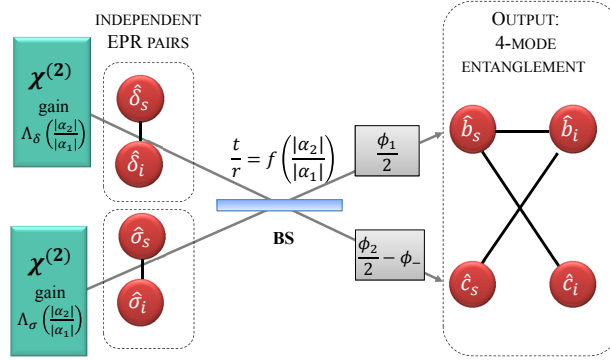 INDEPENDENT
EPR PAIRS
OUTPUT:
4-MODE
ENTANGLEMENT
χ^(2)
gain
Λ_δ (|α_2|/|α_1|)
δ̂_s
δ̂_i
t/r = f (|α_2|/|α_1|)
ϕ_1/2
b̂_s
b̂_i
BS
χ^(2)
gain
Λ_σ (|α_2|/|α_1|)
σ̂_s
σ̂_i
ϕ_2/2 − ϕ_−
ĉ_s
ĉ_i